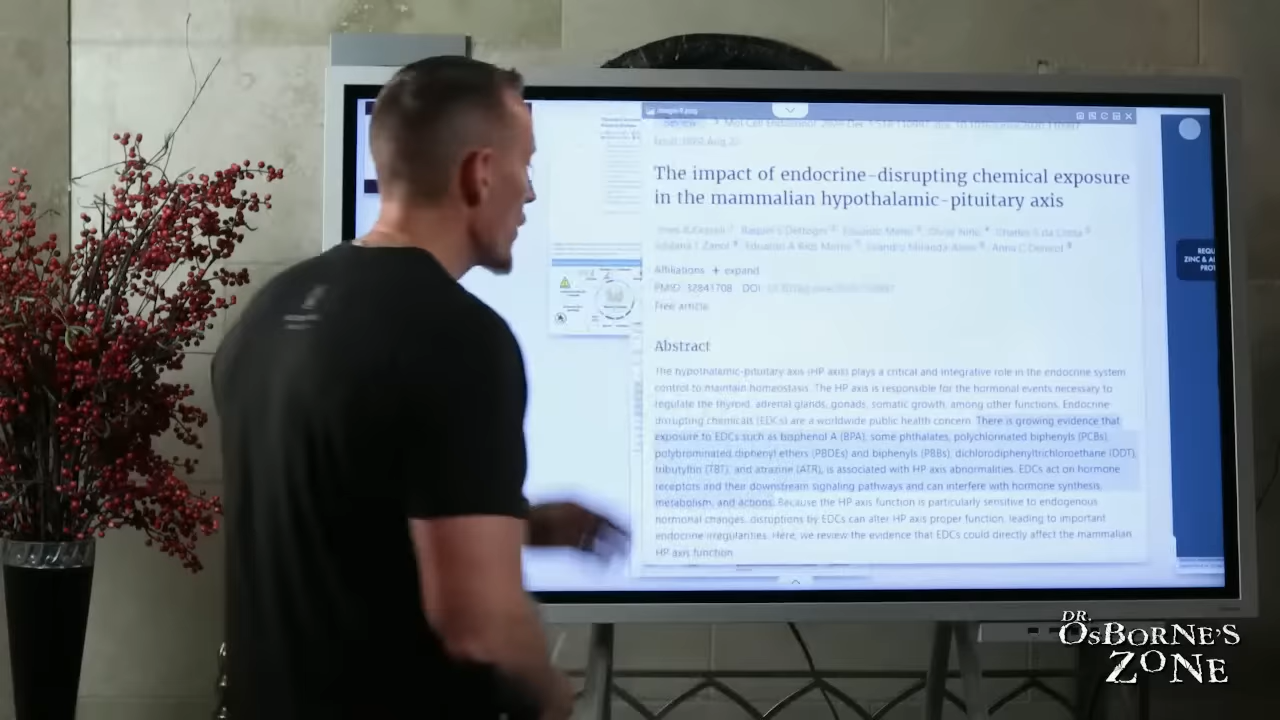 The impact of endocrine-disrupting chemical exposure
in the mammalian hypothalamic-pituitary axis
Affiliations + expand
PMID: 32841708 DOI:
Free article
Abstract
The hypothalamic-pituitary axis (HP axis) plays a critical and integrative role in the endocrine system
control to maintain homeostasis. The HP axis is responsible for the hormonal events necessary to
regulate the thyroid, adrenal glands, gonads, somatic growth, among other functions. Endocrine
disrupting chemicals (EDCs) are a worldwide public health concern. There is growing evidence that
exposure to EDCs such as bisphenol A (BPA), some phthalates, polychlorinated biphenyls (PCBs),
polybrominated diphenyl ethers (PBDEs) and biphenyls (PBBs), dichlorodiphenyltrichloroethane (DDT),
tributyltin (TBT), and atrazine (ATR), is associated with HP axis abnormalities. EDCs act on hormone
receptors and their downstream signaling pathways and can interfere with hormone synthesis,
metabolism, and actions. Because the HP axis function is particularly sensitive to endogenous
hormonal changes, disruptions by EDCs can alter HP axis proper function, leading to important
endocrine irregularities. Here, we review the evidence that EDCs could directly affect the mammalian
HP axis function.
ZINC &
DR.
OSBORNE'S
ZONE